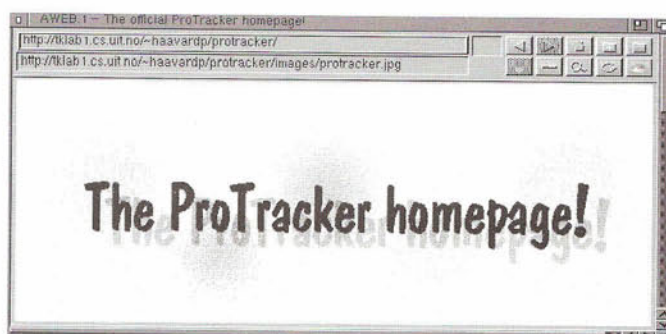 AWEB.1 – The official ProTracker homepage!
http://tklab1.cs.uit.no/~haavardp/protracker/
http://tklab1.cs.uit.no/~haavardp/protracker/images/protracker.jpg
The ProTracker homepage!